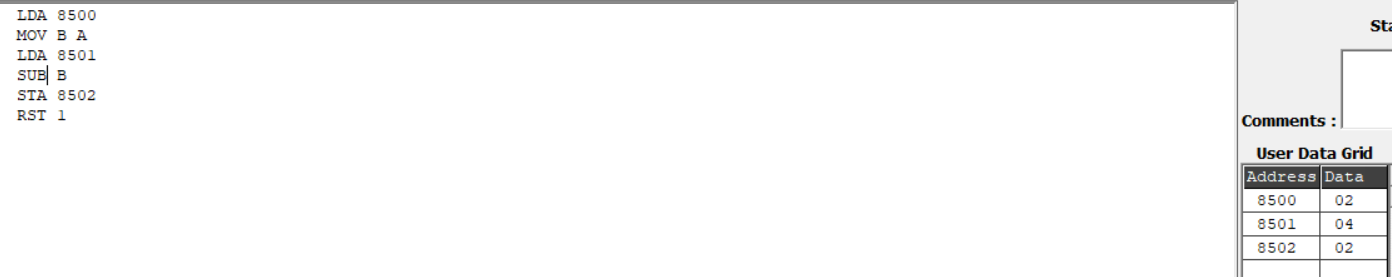 LDA 8500
MOV B A
LDA 8501
SUB B
STA 8502
RST 1
Comments :
User Data Grid
Address Data
8500 02
8501 04
8502 02